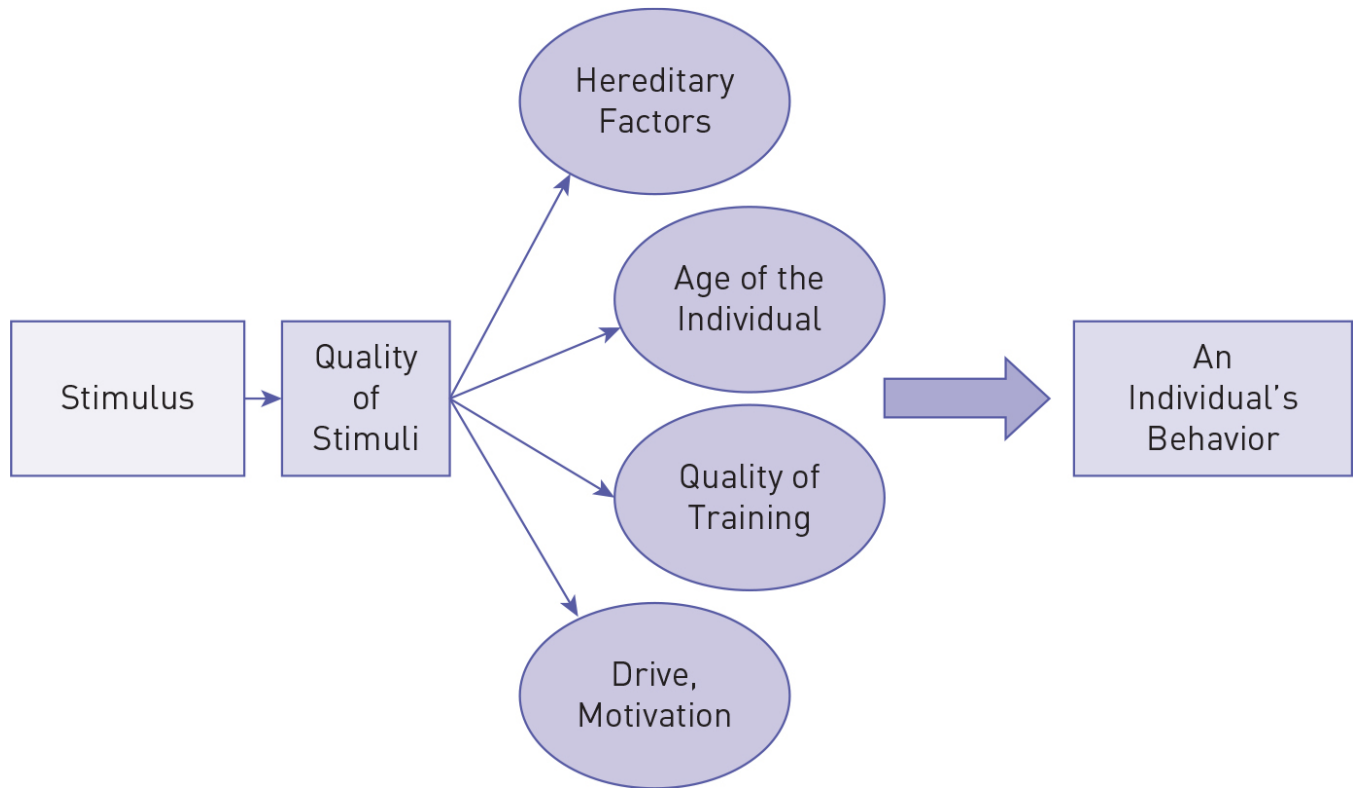 Hereditary
Factors
Age of the
Individual
Stimulus
Quality
of
Stimuli
An
Individual’s
Behavior
Quality of
Training
Drive,
Motivation